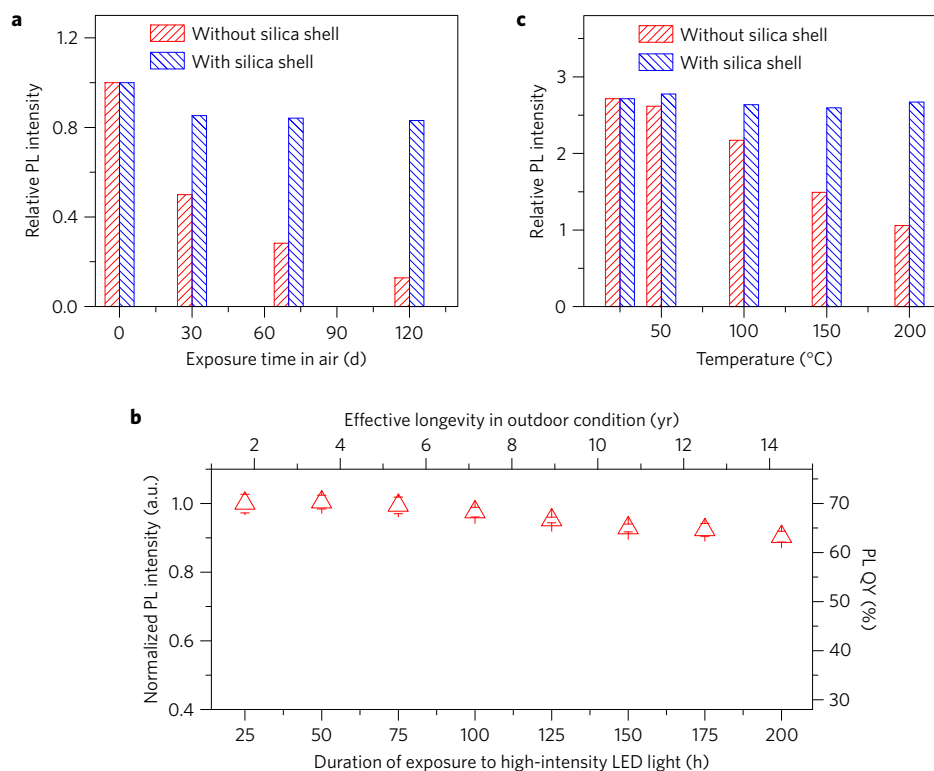 a
1.2
0.8
0.4
0.0
Relative PL intensity
Without silica shell
With silica shell
0 30 60 90 120
Exposure time in air (d)
c
3
2
1
0
Relative PL intensity
Without silica shell
With silica shell
50 100 150 200
Temperature (°C)
b
Effective longevity in outdoor condition (yr)
2 4 6 8 10 12 14
1.0
0.8
0.6
0.4
Normalized PL intensity (a.u.)
70
60
50
40
30
PL QY (%)
25 50 75 100 125 150 175 200
Duration of exposure to high-intensity LED light (h)